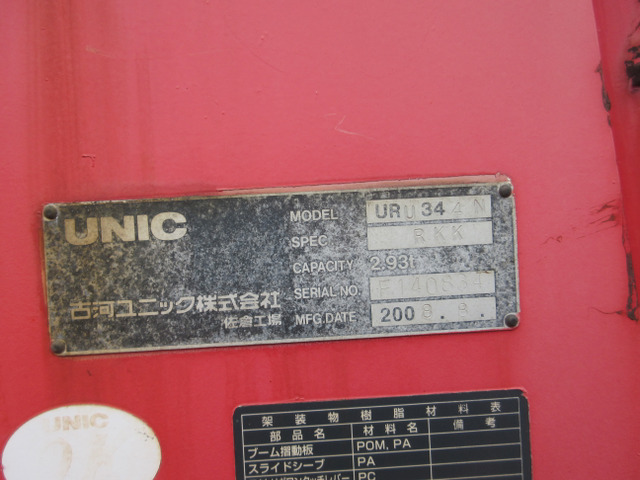 UNIC
MODEL URU344N
SPEC RKK
CAPACITY 2.93t
SERIAL NO.
MFG.DATE 2008.8.
古河ユニック株式会社
佐倉工場
UNIC
架装物樹脂材料表
部品名 材料名 備考
ブーム摺動板 POM, PA
スライドシーブ PA
PC